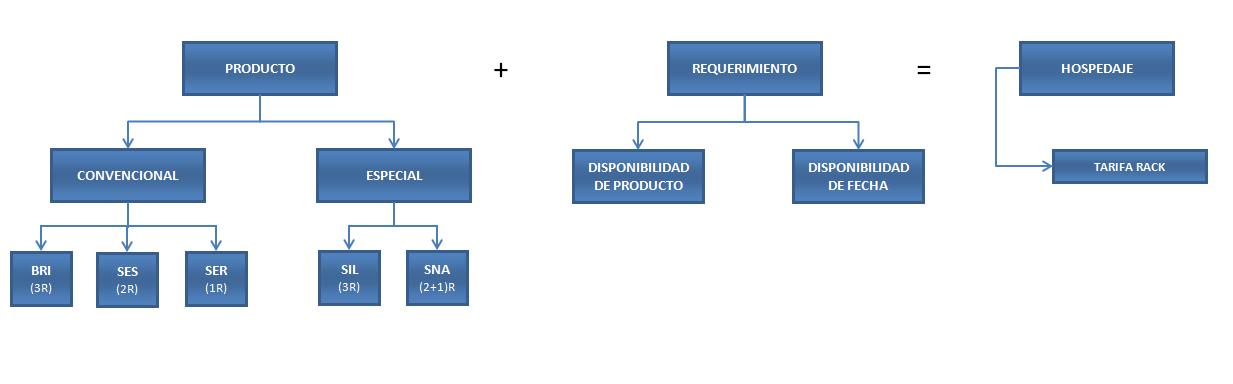 PRODUCTO
+
REQUERIMIENTO
=
HOSPEDAJE
CONVENCIONAL
ESPECIAL
DISPONIBILIDAD
DE PRODUCTO
DISPONIBILIDAD
DE FECHA
TARIFA RACK
BRI
(3R)
SES
(2R)
SER
(1R)
SIL
(3R)
SNA
(2+1)R